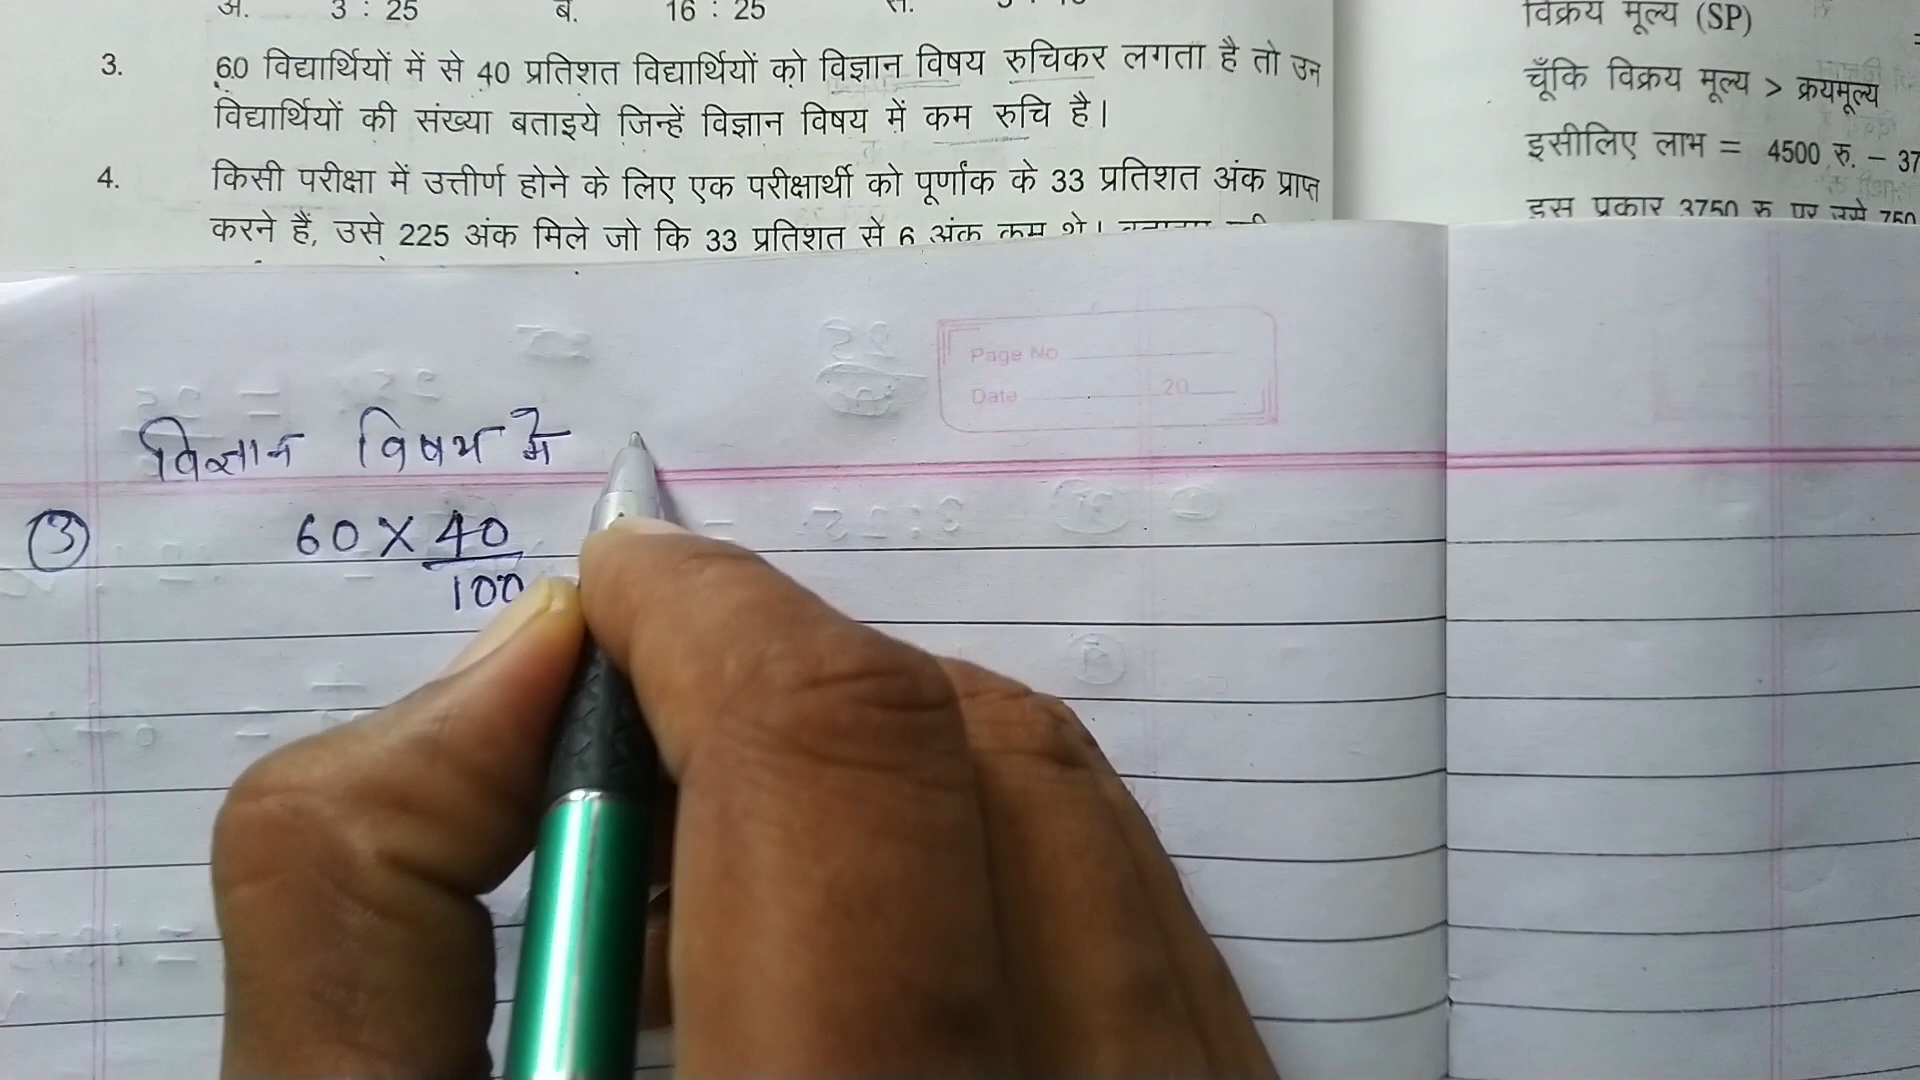 अ. 3 : 25 ब. 16 : 25 स.
3. 60 विद्यार्थियों में से 40 प्रतिशत विद्यार्थियों को विज्ञान विषय रुचिकर लगता है तो उन
विद्यार्थियों की संख्या बताइये जिन्हें विज्ञान विषय में कम रुचि है।
4. किसी परीक्षा में उत्तीर्ण होने के लिए एक परीक्षार्थी को पूर्णांक के 33 प्रतिशत अंक प्राप्त
करने हैं, उसे 225 अंक मिले जो कि 33 प्रतिशत से 6 अंक कम थे।
विक्रय मूल्य (SP)
चूँकि विक्रय मूल्य > क्रयमूल्य
इसीलिए लाभ = 4500 रु. – 37
इस प्रकार 3750 रु पर उसे 750
Page No.
Date 20
विज्ञान विषय में
③ 60 × 40
100